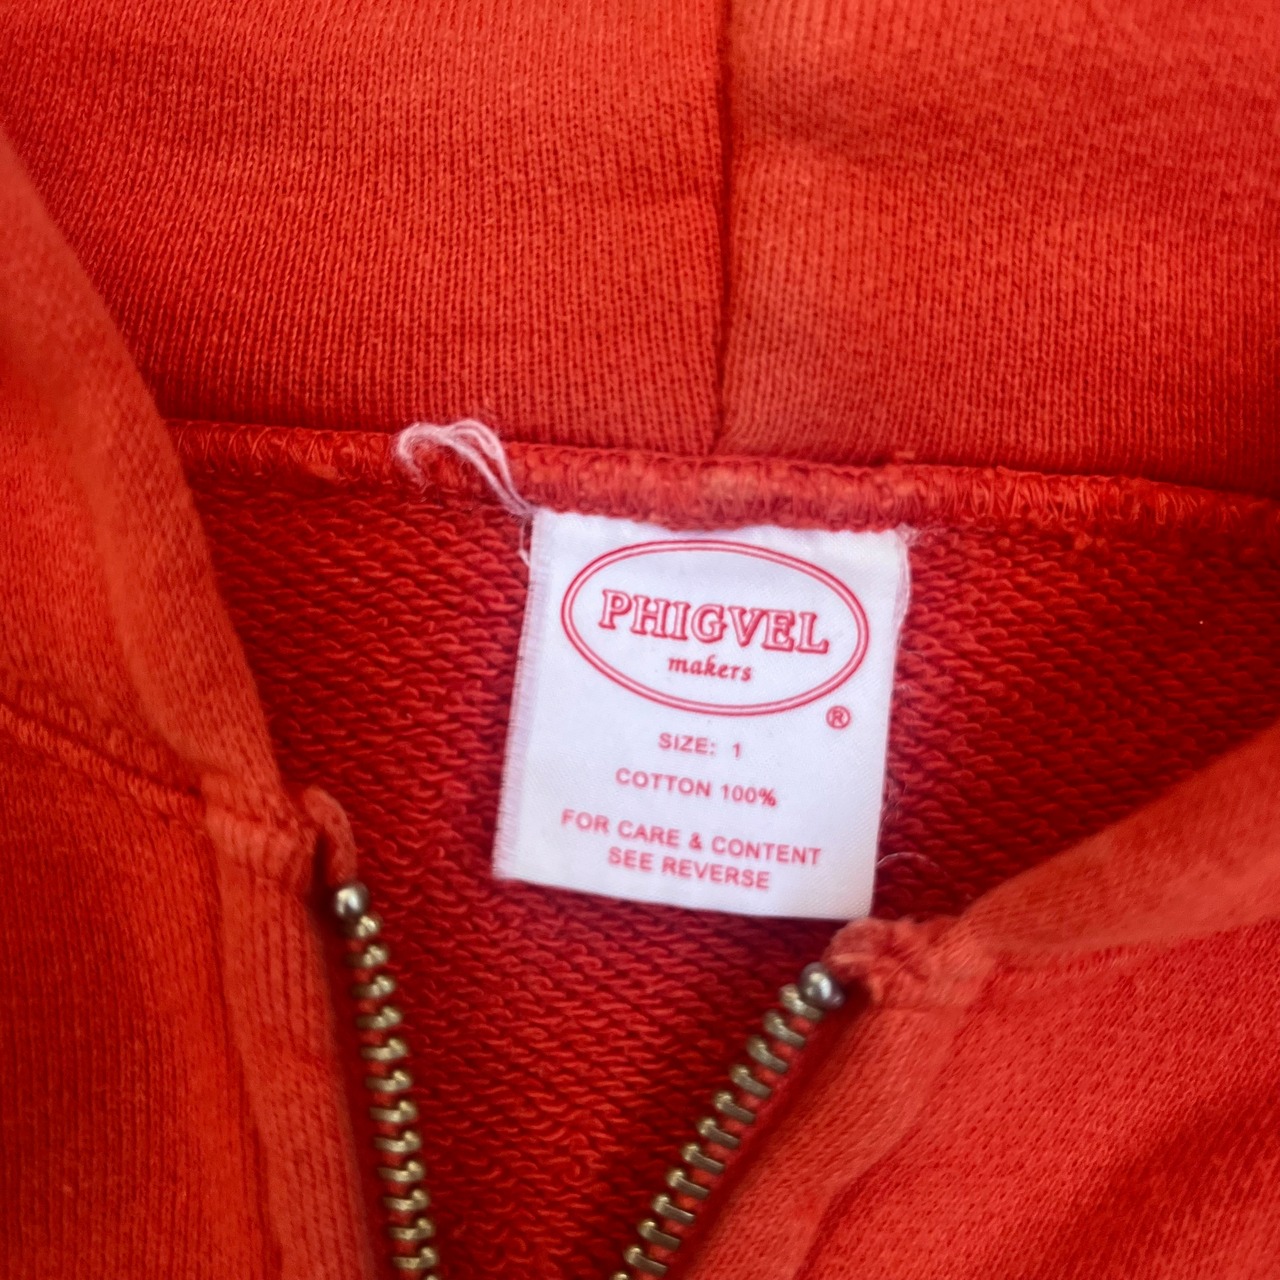 PHIGVEL
makers
®
SIZE: 1
COTTON 100%
FOR CARE & CONTENT
SEE REVERSE